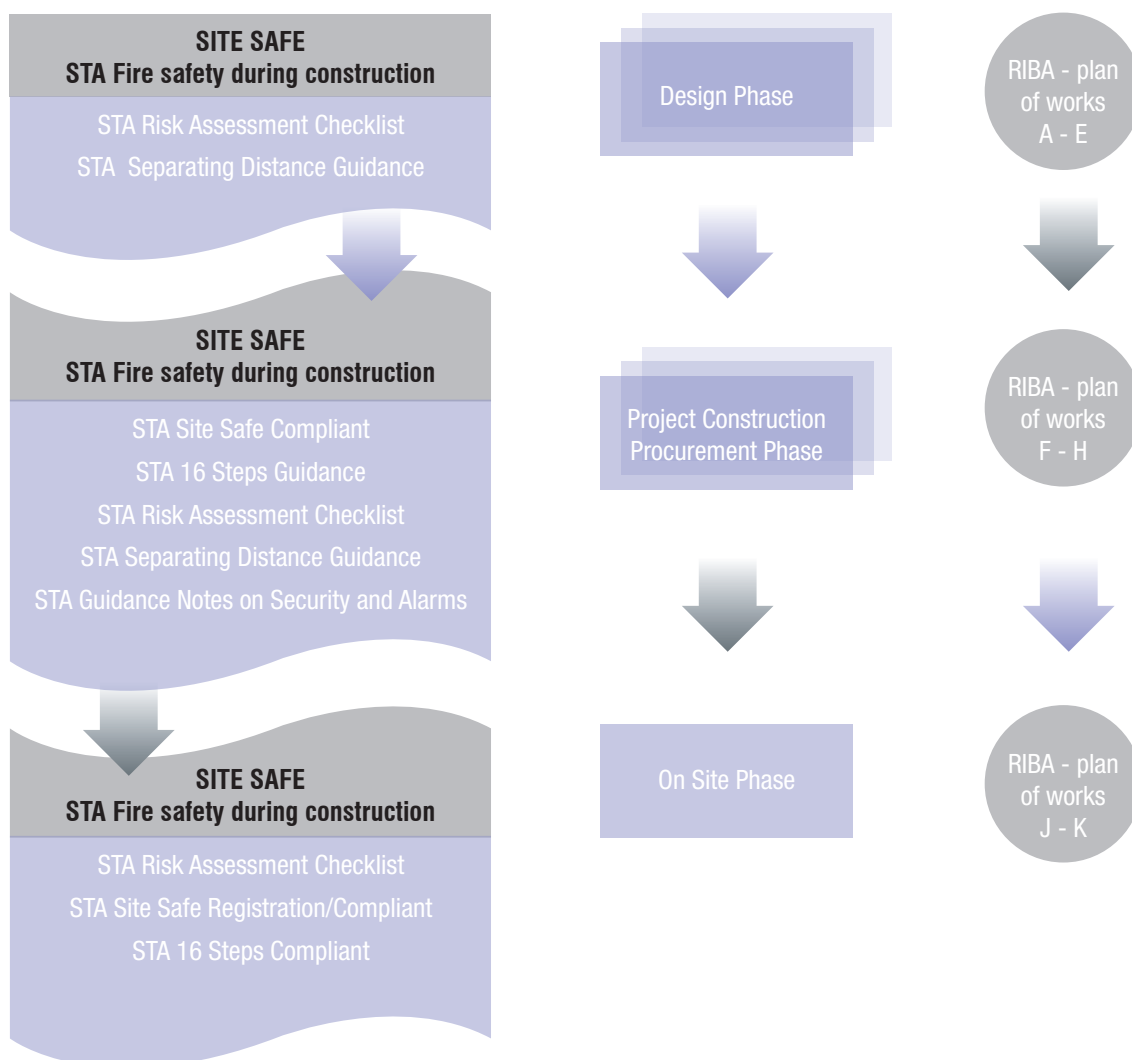 SITE SAFE
STA Fire safety during construction
STA Risk Assessment Checklist
STA Separating Distance Guidance
Design Phase
RIBA - plan
of works
A - E
SITE SAFE
STA Fire safety during construction
STA Site Safe Compliant
STA 16 Steps Guidance
STA Risk Assessment Checklist
STA Separating Distance Guidance
STA Guidance Notes on Security and Alarms
Project Construction
Procurement Phase
RIBA - plan
of works
F - H
SITE SAFE
STA Fire safety during construction
STA Risk Assessment Checklist
STA Site Safe Registration/Compliant
STA 16 Steps Compliant
On Site Phase
RIBA - plan
of works
J - K